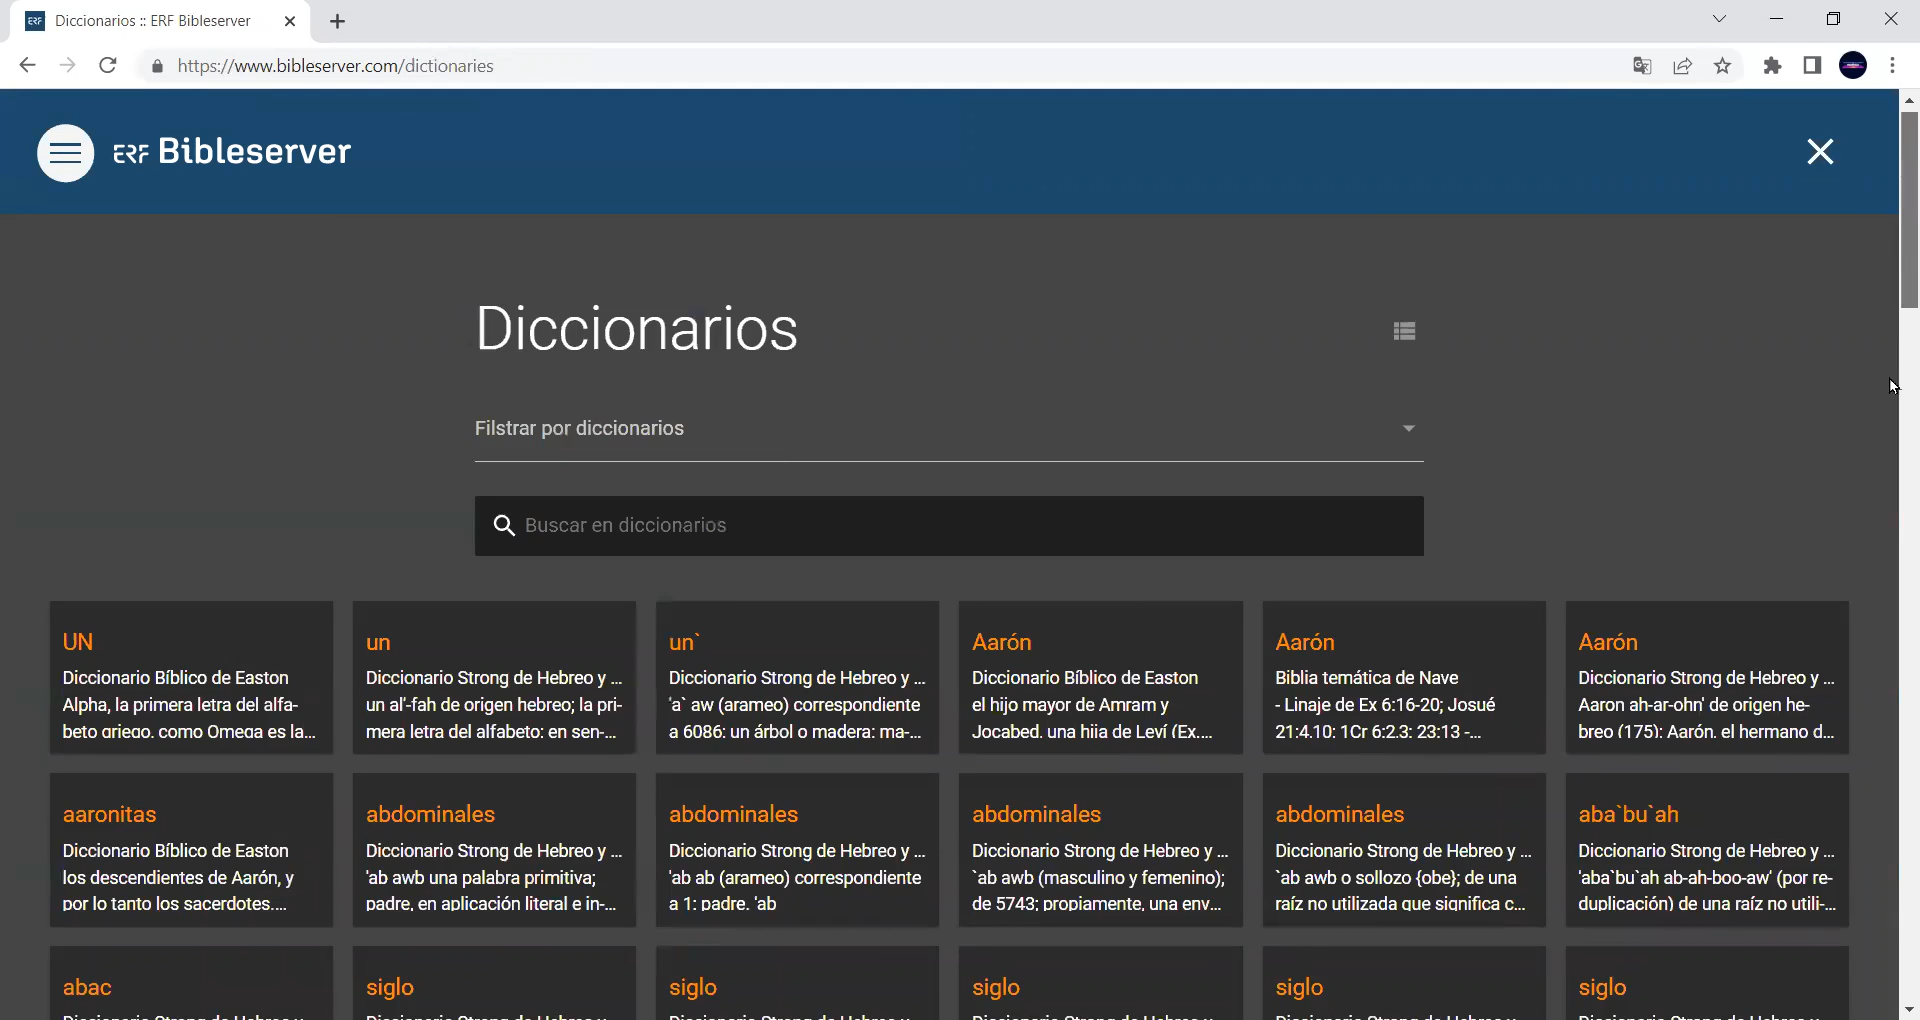 Diccionarios :: ERF Bibleserver
https://www.bibleserver.com/dictionaries
ERF Bibleserver
Diccionarios
Filstrar por diccionarios
Buscar en diccionarios
UN
Diccionario Bíblico de Easton
Alpha, la primera letra del alfa-
beto griego, como Omega es la...
un
Diccionario Strong de Hebreo y ...
un al'-fah de origen hebreo; la pri-
mera letra del alfabeto: en sen-...
un`
Diccionario Strong de Hebreo y ...
'a` aw (arameo) correspondiente
a 6086; un árbol o madera: ma-...
Aarón
Diccionario Bíblico de Easton
el hijo mayor de Amram y
Jocabed, una hija de Leví (Ex....
Aarón
Biblia temática de Nave
- Linaje de Ex 6:16-20; Josué
21:4,10; 1Cr 6:2,3; 23:13 -...
Aarón
Diccionario Strong de Hebreo y ...
Aaron ah-ar-ohn' de origen he-
breo (175); Aarón, el hermano d...
aaronitas
Diccionario Bíblico de Easton
los descendientes de Aarón, y
por lo tanto los sacerdotes....
abdominales
Diccionario Strong de Hebreo y ...
'ab awb una palabra primitiva;
padre, en aplicación literal e in-...
abdominales
Diccionario Strong de Hebreo y ...
'ab ab (arameo) correspondiente
a 1; padre. 'ab
abdominales
Diccionario Strong de Hebreo y ...
`ab awb (masculino y femenino);
de 5743; propiamente, una env...
abdominales
Diccionario Strong de Hebreo y ...
`ab awb o sollozo {obe}; de una
raíz no utilizada que significa c...
aba`bu`ah
Diccionario Strong de Hebreo y ...
'aba`bu`ah ab-ah-boo-aw' (por re-
duplicación) de una raíz no utili-...
abac
siglo
siglo
siglo
siglo
siglo